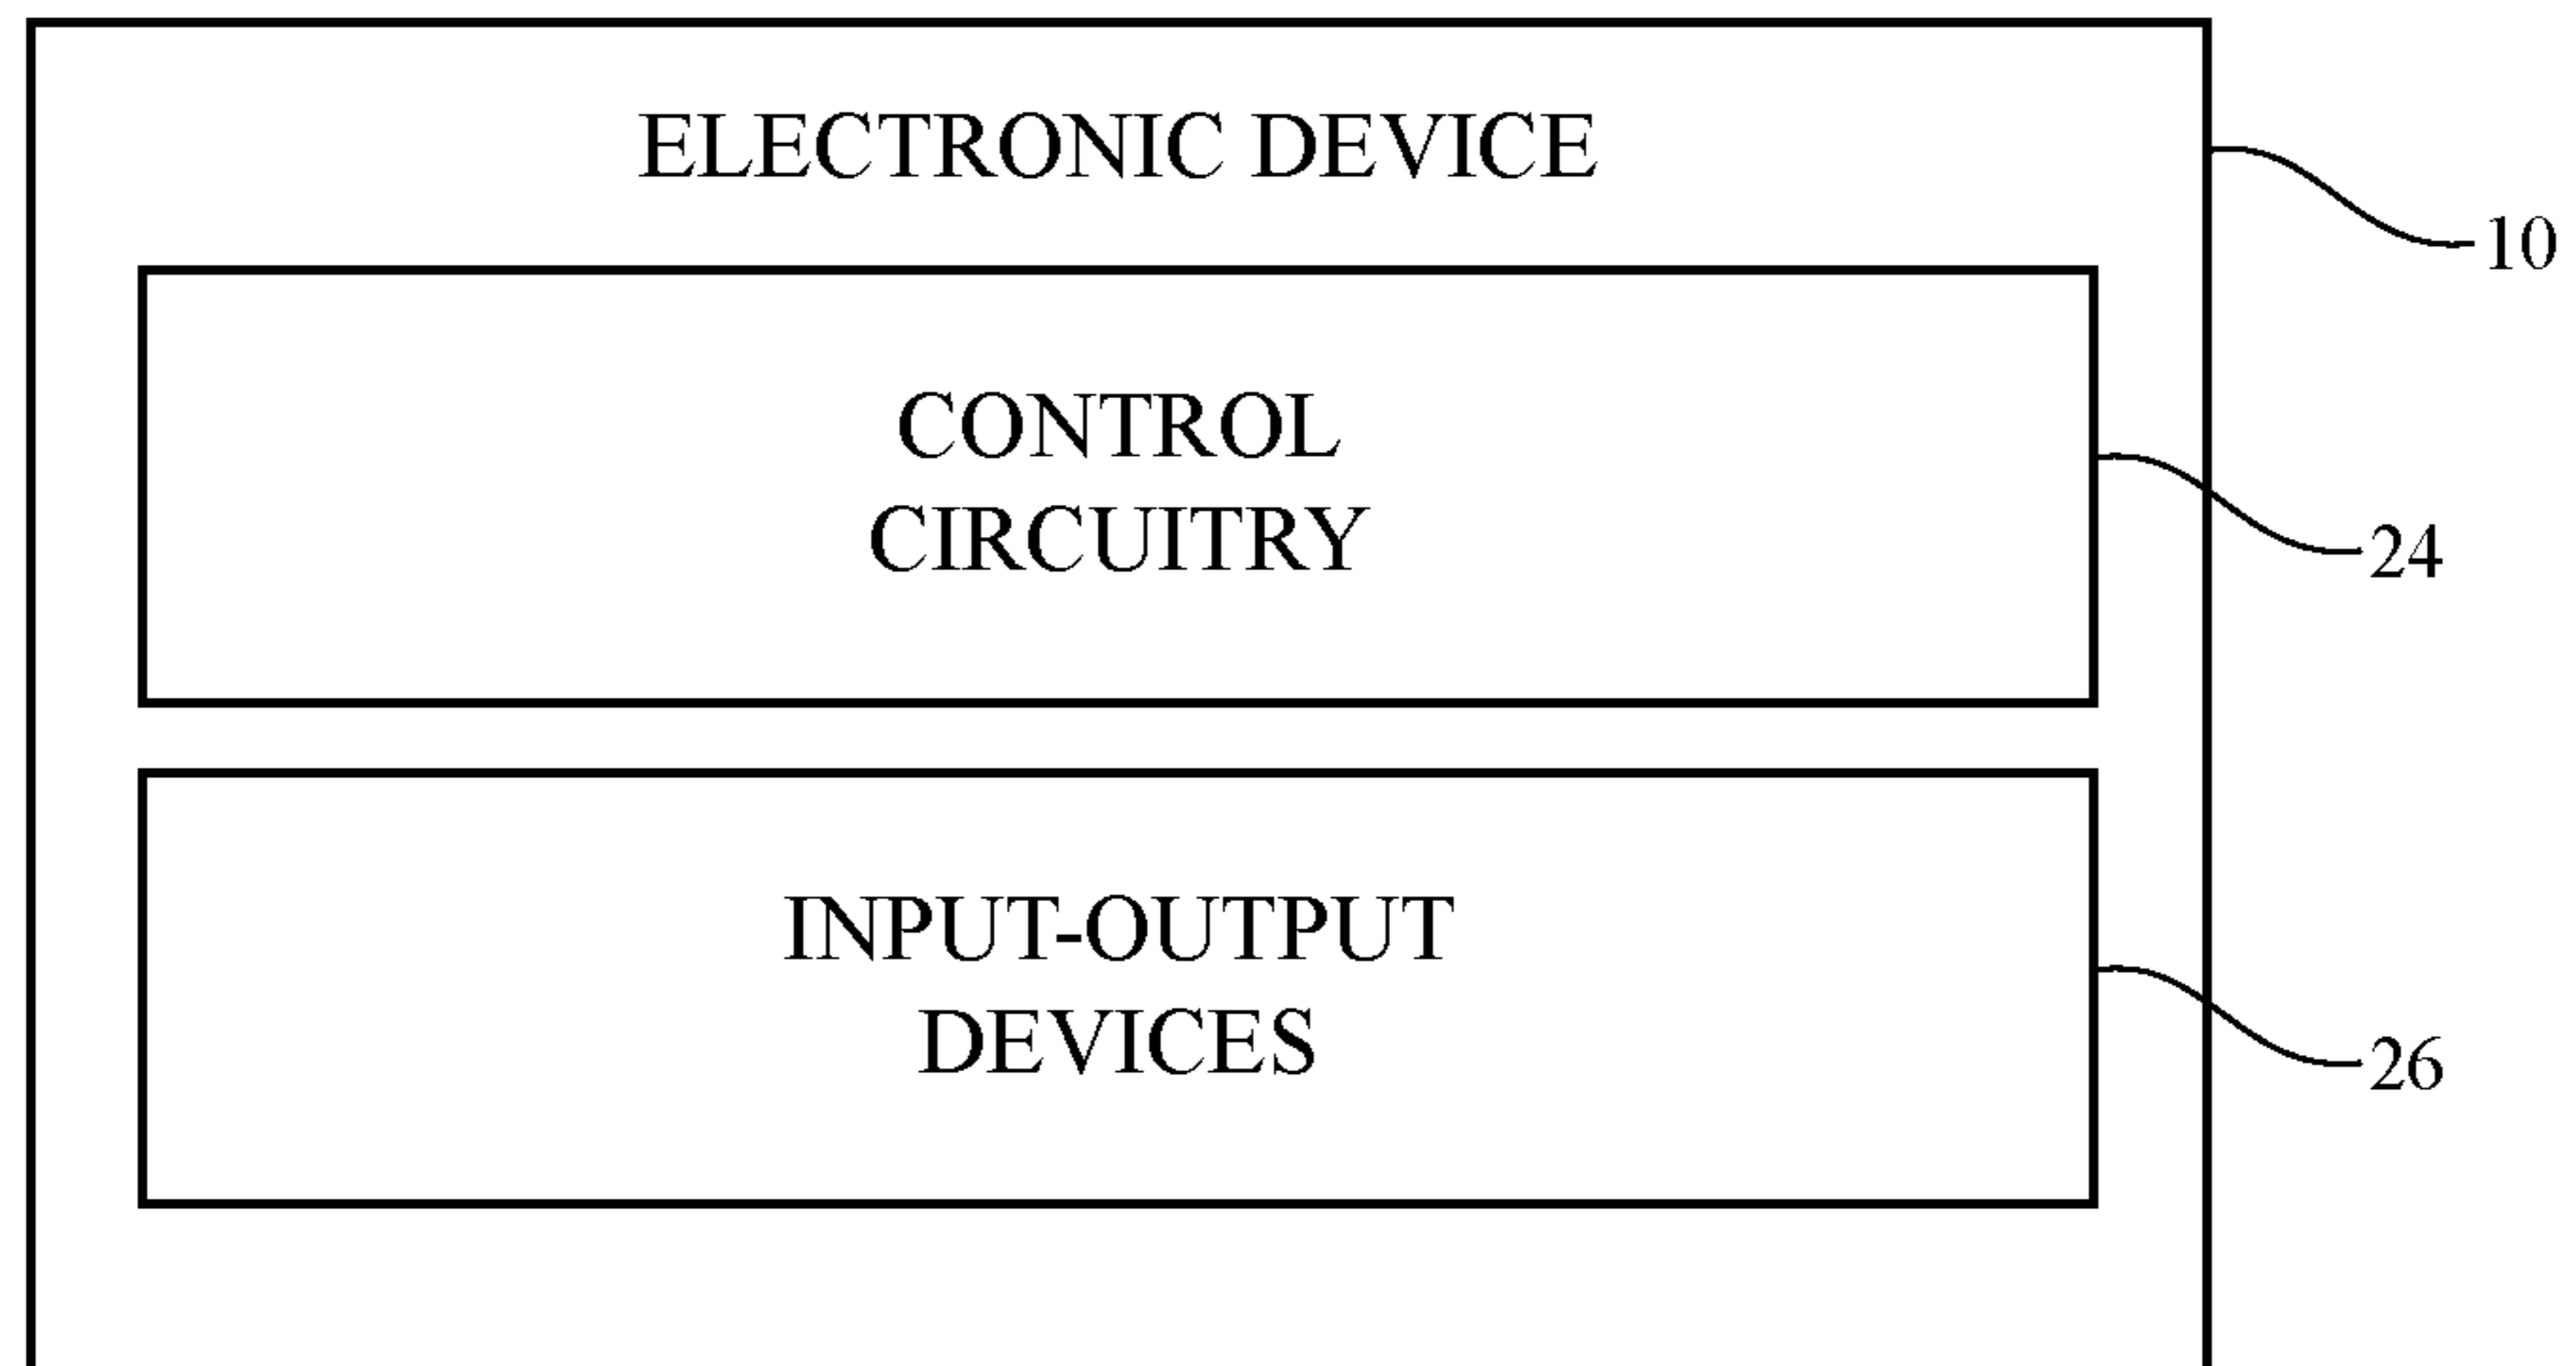 ELECTRONIC DEVICE
10
CONTROL
CIRCUITRY
24
INPUT-OUTPUT
DEVICES
26